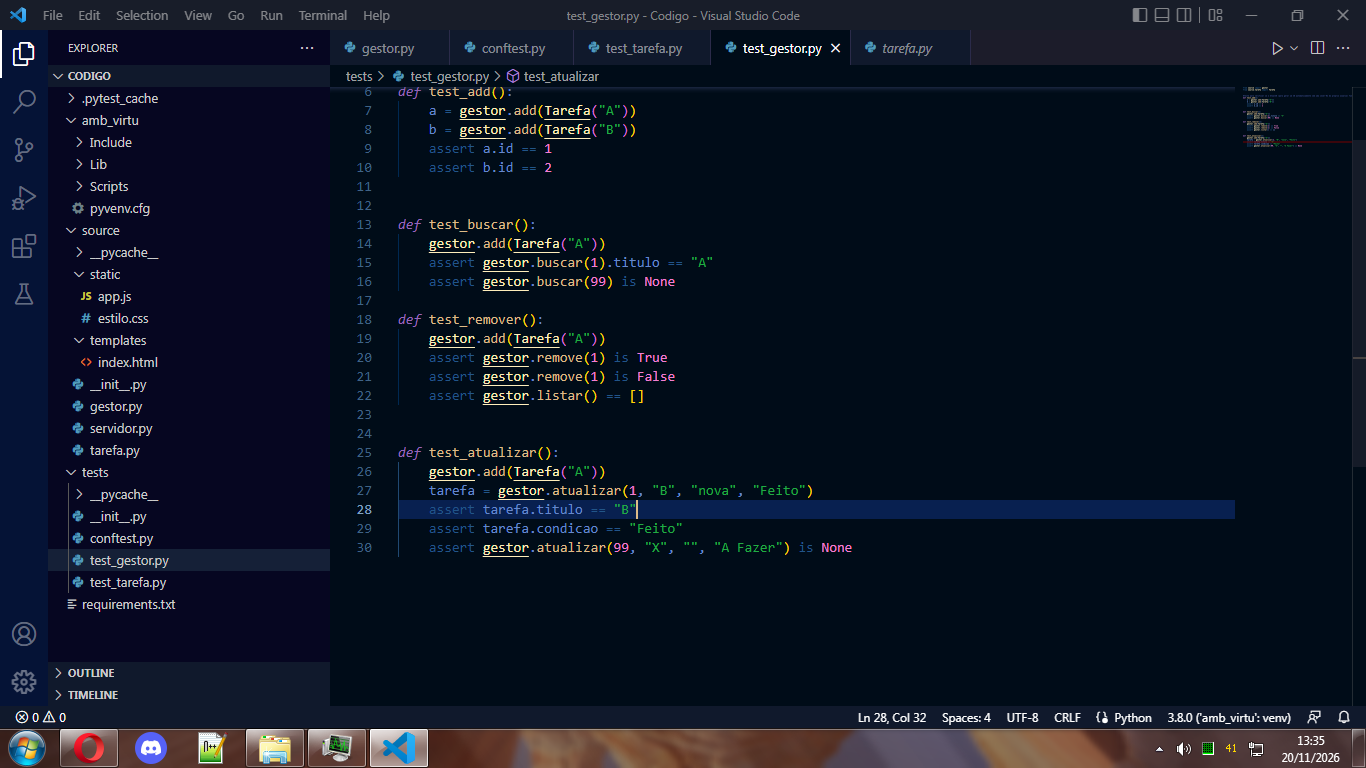 File Edit Selection View Go Run Terminal Help
test_gestor.py - Codigo - Visual Studio Code
EXPLORER
CODIGO
.pytest_cache
amb_virtu
Include
Lib
Scripts
pyvenv.cfg
source
__pycache__
static
JS app.js
# estilo.css
templates
<> index.html
__init__.py
gestor.py
servidor.py
tarefa.py
tests
__pycache__
__init__.py
conftest.py
test_gestor.py
test_tarefa.py
requirements.txt
OUTLINE
TIMELINE
gestor.py conftest.py test_tarefa.py test_gestor.py tarefa.py
tests > test_gestor.py > test_atualizar
6 def test_add():
7     a = gestor.add(Tarefa("A"))
8     b = gestor.add(Tarefa("B"))
9     assert a.id == 1
10     assert b.id == 2
11
12
13 def test_buscar():
14     gestor.add(Tarefa("A"))
15     assert gestor.buscar(1).titulo == "A"
16     assert gestor.buscar(99) is None
17
18 def test_remover():
19     gestor.add(Tarefa("A"))
20     assert gestor.remove(1) is True
21     assert gestor.remove(1) is False
22     assert gestor.listar() == []
23
24
25 def test_atualizar():
26     gestor.add(Tarefa("A"))
27     tarefa = gestor.atualizar(1, "B", "nova", "Feito")
28     assert tarefa.titulo == "B"
29     assert tarefa.condicao == "Feito"
30     assert gestor.atualizar(99, "X", "", "A Fazer") is None
0 0
Ln 28, Col 32 Spaces: 4 UTF-8 CRLF Python 3.8.0 ('amb_virtu': venv)
41
13:35
20/11/2026